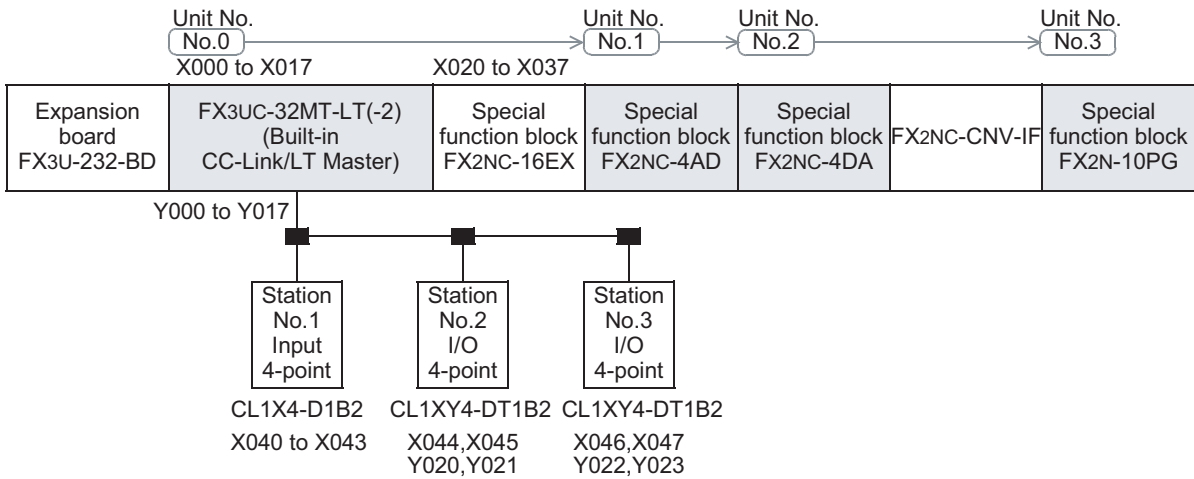 Unit No.
No.0
Unit No.
No.1
Unit No.
No.2
Unit No.
No.3
X000 to X017
X020 to X037
Expansion
board
FX3U-232-BD
FX3UC-32MT-LT(-2)
(Built-in
CC-Link/LT Master)
Special
function block
FX2NC-16EX
Special
function block
FX2NC-4AD
Special
function block
FX2NC-4DA
FX2NC-CNV-IF
Special
function block
FX2N-10PG
Y000 to Y017
Station
No.1
Input
4-point
Station
No.2
I/O
4-point
Station
No.3
I/O
4-point
CL1X4-D1B2
X040 to X043
CL1XY4-DT1B2
X044,X045
Y020,Y021
CL1XY4-DT1B2
X046,X047
Y022,Y023